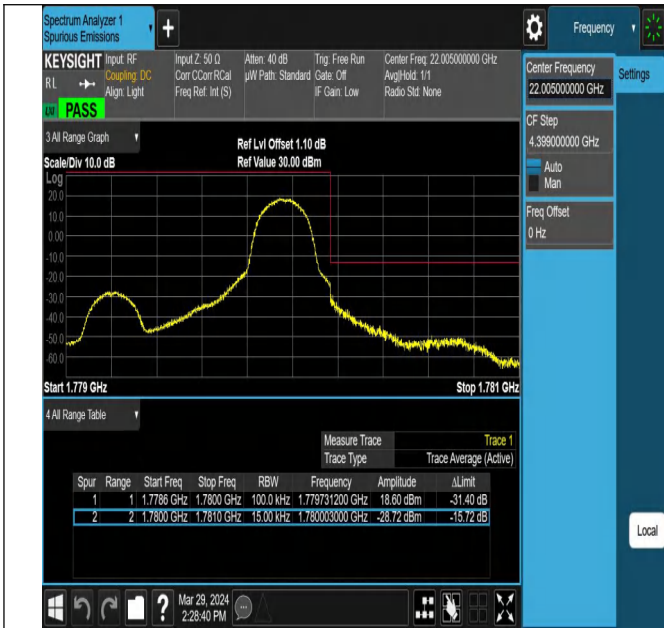 Spectrum Analyzer 1
Spurious Emissions
Frequency
KEYSIGHT Input: RF Input Z: 50 Ω Atten: 40 dB Trig: Free Run Center Freq: 22.005000000 GHz
RL Coupling: DC Corr CCorr RCal µW Path: Standard Gate: Off Avg|Hold: 1/1
Align: Light Freq Ref: Int (S) IF Gain: Low Radio Std: None
PASS
Center Frequency
22.005000000 GHz
Settings
CF Step
4.399000000 GHz
Auto
Man
Freq Offset
0 Hz
3 All Range Graph
Ref Lvl Offset 1.10 dB
Scale/Div 10.0 dB Ref Value 30.00 dBm
Log
20.0
10.0
0.00
-10.0
-20.0
-30.0
-40.0
-50.0
-60.0
Start 1.779 GHz Stop 1.781 GHz
4 All Range Table
Measure Trace Trace 1
Trace Type Trace Average (Active)
Spur Range Start Freq Stop Freq RBW Frequency Amplitude ΔLimit
1 1 1.7786 GHz 1.7800 GHz 100.0 kHz 1.779731200 GHz 18.60 dBm -31.40 dB
2 2 1.7800 GHz 1.7810 GHz 15.00 kHz 1.780003000 GHz -28.72 dBm -15.72 dB
Local
Mar 29, 2024
2:28:40 PM